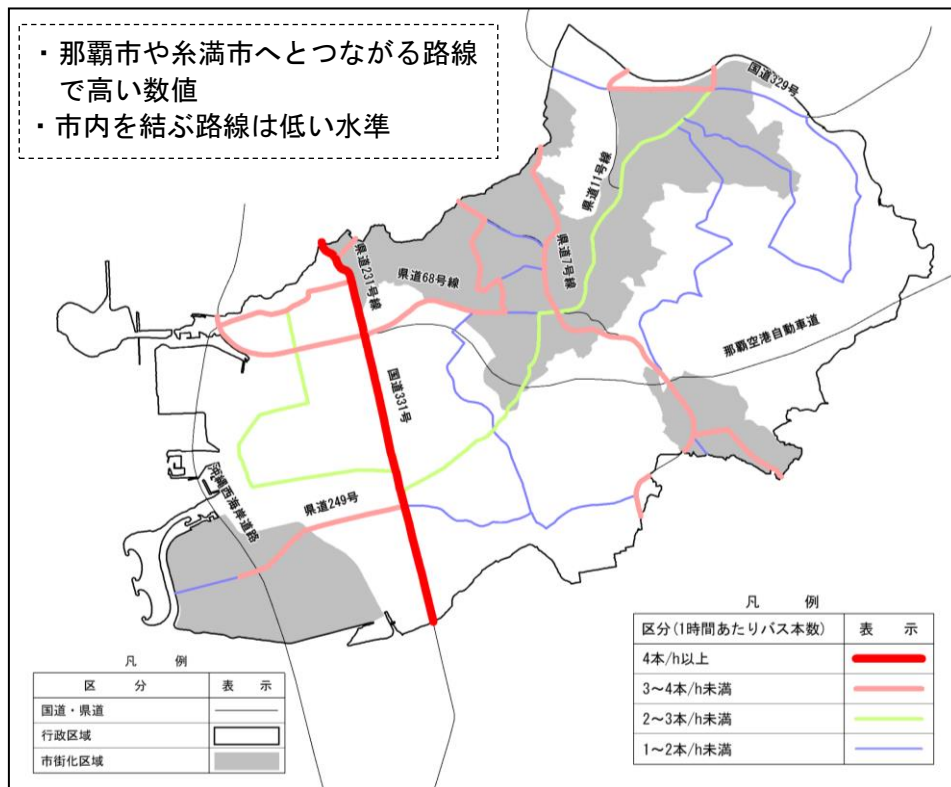 ・那覇市や糸満市へとつながる路線
で高い数値
・市内を結ぶ路線は低い水準
国道329号
県道11号線
県道7号線
県道231号線
県道68号線
那覇空港自動車道
国道331号
沖縄西海岸道路
県道249号
凡 例
区 分 表 示
国道・県道
行政区域
市街化区域
凡 例
区分(1時間あたりバス本数) 表 示
4本/h以上
3～4本/h未満
2～3本/h未満
1～2本/h未満